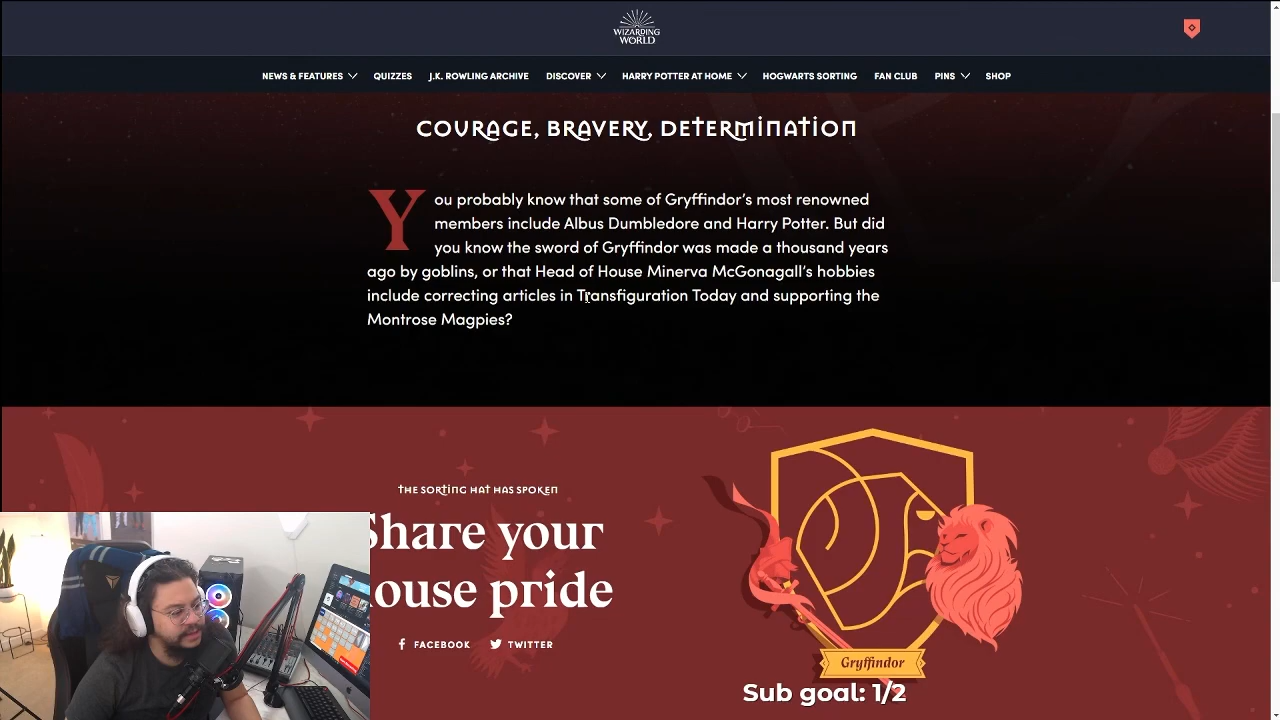 WIZARDING
WORLD
NEWS & FEATURES
QUIZZES
J.K. ROWLING ARCHIVE
DISCOVER
HARRY POTTER AT HOME
HOGWARTS SORTING
FAN CLUB
PINS
SHOP
COURAGE, BRAVERY, DETERMINATION
You probably know that some of Gryffindor's most renowned
members include Albus Dumbledore and Harry Potter. But did
you know the sword of Gryffindor was made a thousand years
ago by goblins, or that Head of House Minerva McGonagall's hobbies
include correcting articles in Transfiguration Today and supporting the
Montrose Magpies?
THE SORTING HAT HAS SPOKEN
Share your
ouse pride
FACEBOOK
TWITTER
Gryffindor
Sub goal: 1/2